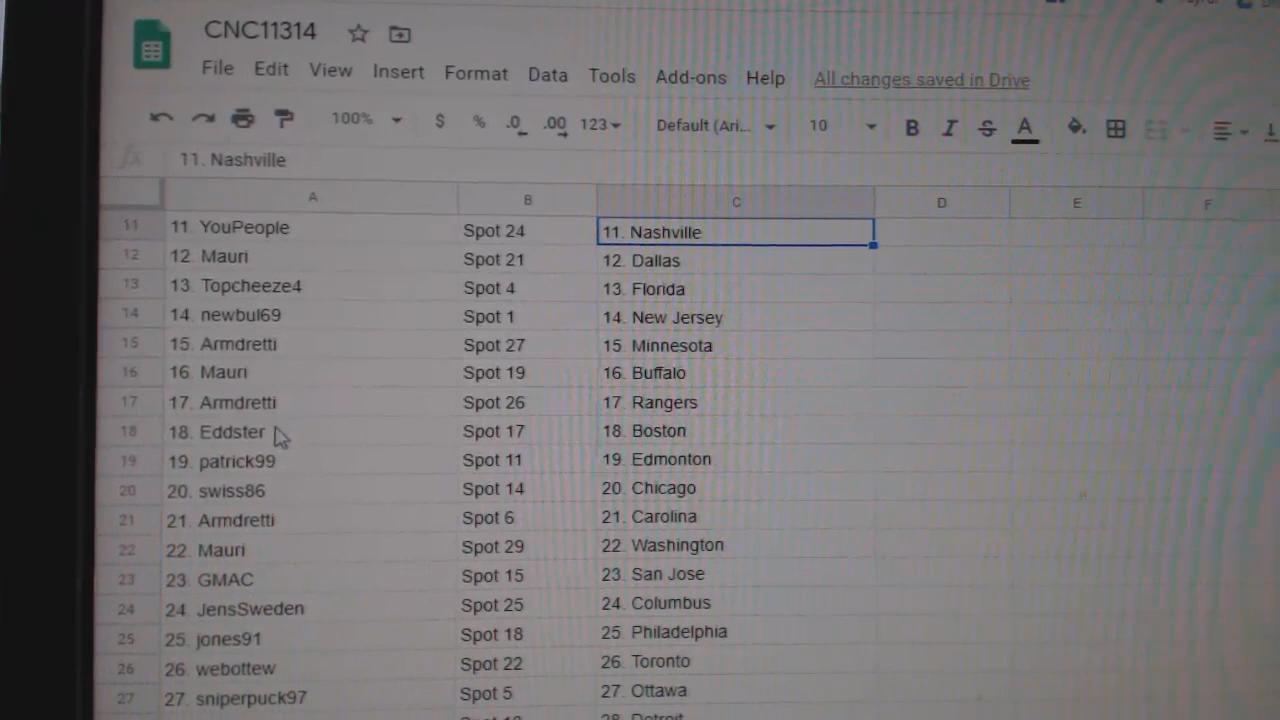 CNC11314
File Edit View Insert Format Data Tools Add-ons Help All changes saved in Drive
100% $ % .0 .00 123 Default (Ari... 10 B I S A
fx 11. Nashville
A B C D E F
11 11. YouPeople Spot 24 11. Nashville
12 12. Mauri Spot 21 12. Dallas
13 13. Topcheeze4 Spot 4 13. Florida
14 14. newbul69 Spot 1 14. New Jersey
15 15. Armdretti Spot 27 15. Minnesota
16 16. Mauri Spot 19 16. Buffalo
17 17. Armdretti Spot 26 17. Rangers
18 18. Eddster Spot 17 18. Boston
19 19. patrick99 Spot 11 19. Edmonton
20 20. swiss86 Spot 14 20. Chicago
21 21. Armdretti Spot 6 21. Carolina
22 22. Mauri Spot 29 22. Washington
23 23. GMAC Spot 15 23. San Jose
24 24. JensSweden Spot 25 24. Columbus
25 25. jones91 Spot 18 25. Philadelphia
26 26. webottew Spot 22 26. Toronto
27 27. sniperpuck97 Spot 5 27. Ottawa
28. Detroit